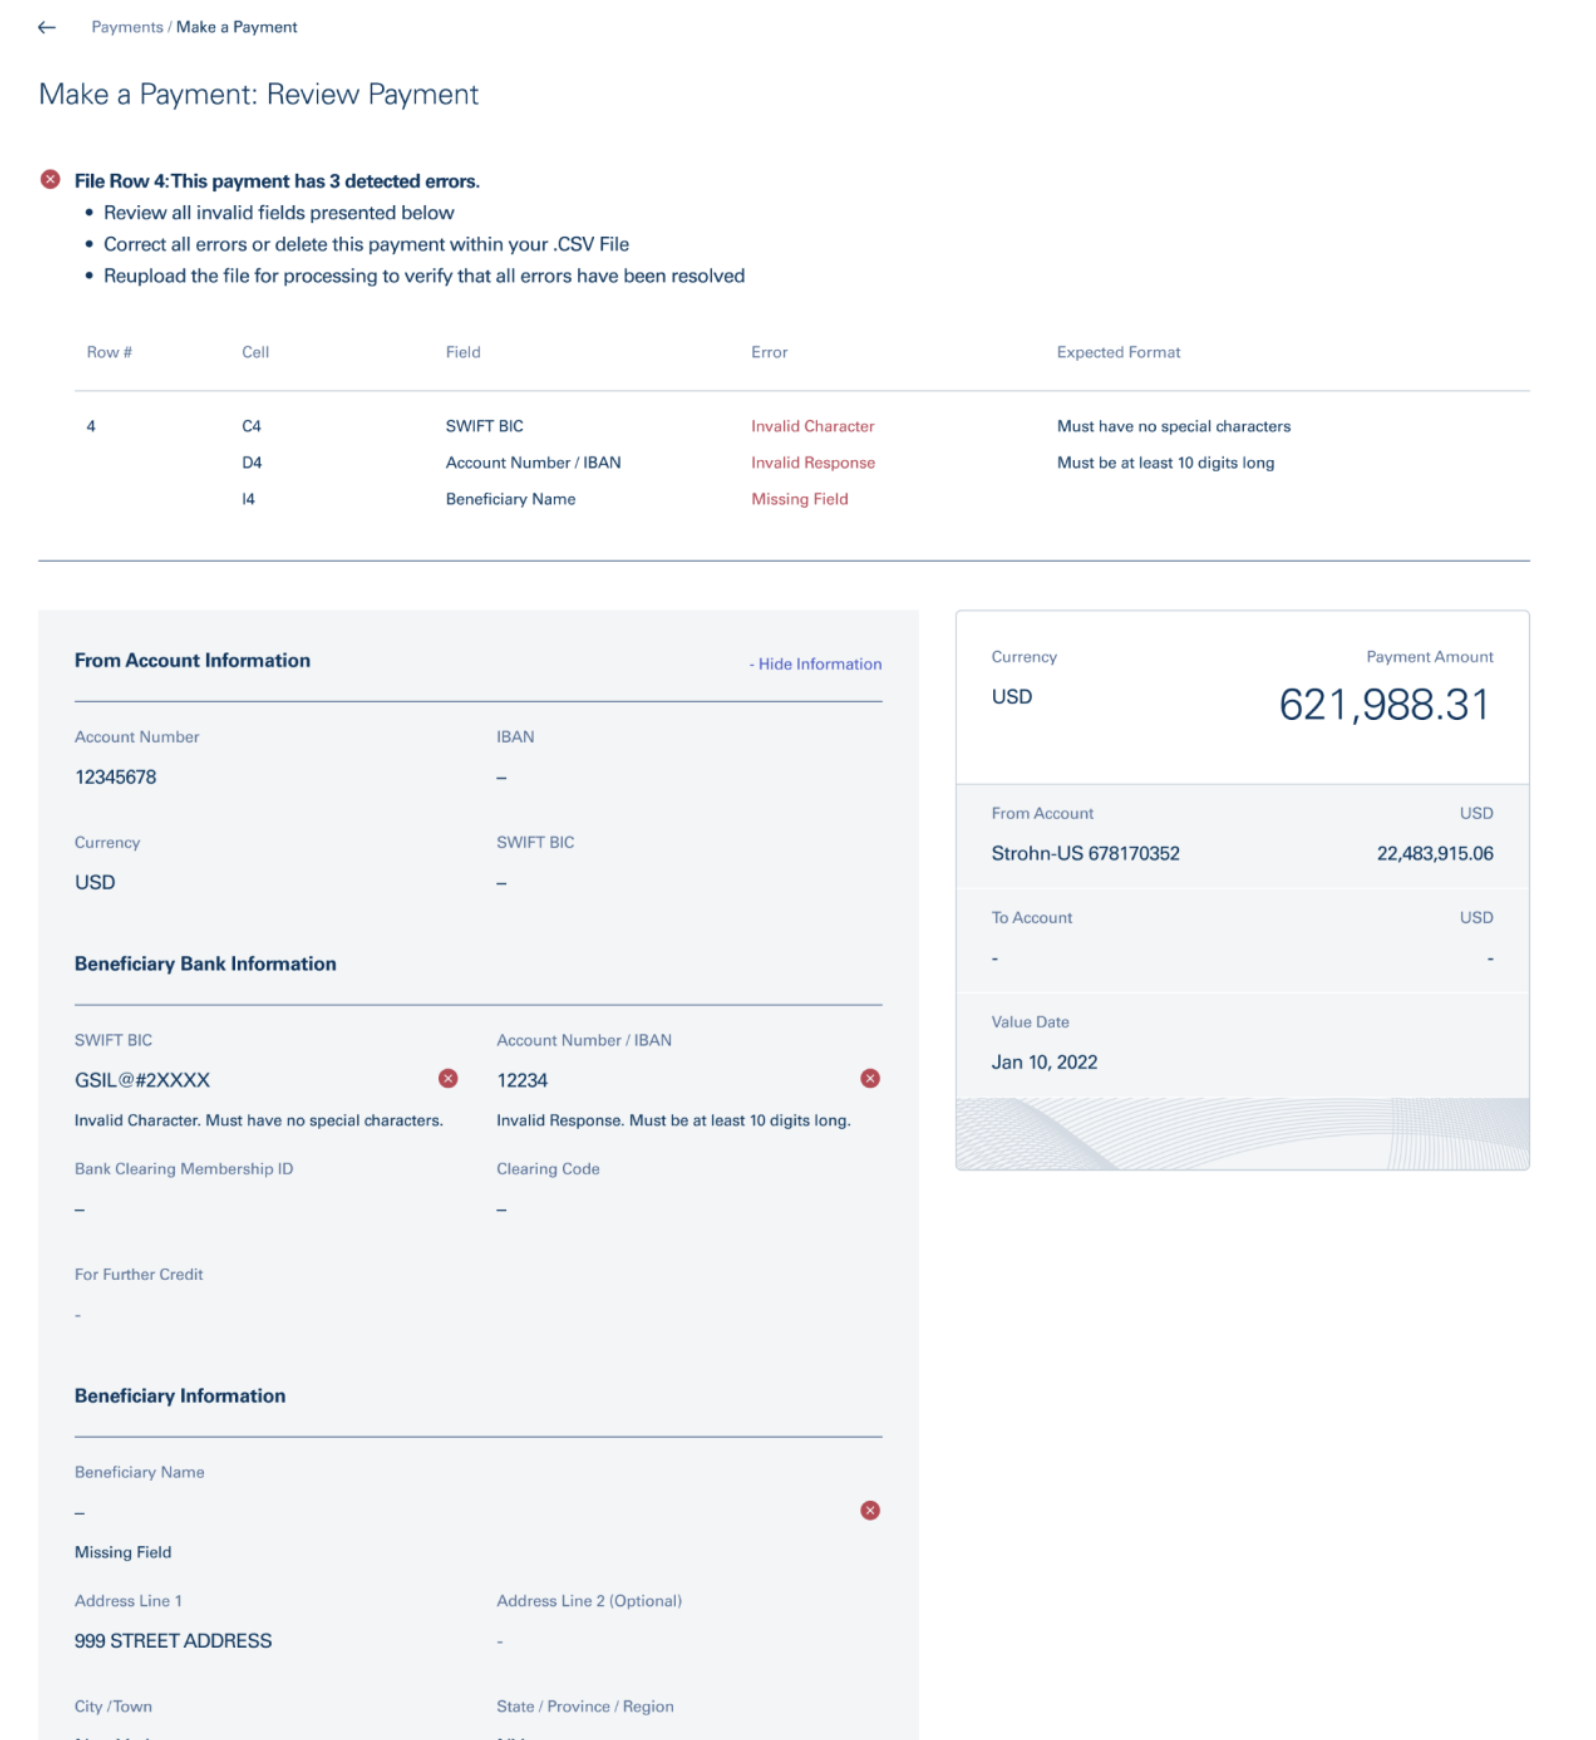 Payments / Make a Payment
Make a Payment: Review Payment
File Row 4: This payment has 3 detected errors.
• Review all invalid fields presented below
• Correct all errors or delete this payment within your .CSV File
• Reupload the file for processing to verify that all errors have been resolved
Row # Cell Field Error Expected Format
4 C4 SWIFT BIC Invalid Character Must have no special characters
D4 Account Number / IBAN Invalid Response Must be at least 10 digits long
I4 Beneficiary Name Missing Field
From Account Information - Hide Information
Account Number IBAN
12345678 –
Currency SWIFT BIC
USD –
Beneficiary Bank Information
SWIFT BIC Account Number / IBAN
GSIL@#2XXXX 12234
Invalid Character. Must have no special characters. Invalid Response. Must be at least 10 digits long.
Bank Clearing Membership ID Clearing Code
– –
For Further Credit
-
Beneficiary Information
Beneficiary Name
–
Missing Field
Address Line 1 Address Line 2 (Optional)
999 STREET ADDRESS -
City /Town State / Province / Region
Currency Payment Amount
USD 621,988.31
From Account USD
Strohn-US 678170352 22,483,915.06
To Account USD
- -
Value Date
Jan 10, 2022